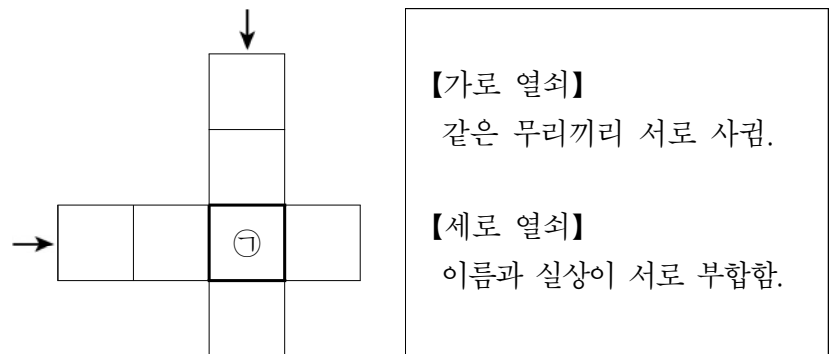 ㉠
【가로 열쇠】
같은 무리끼리 서로 사귐.
【세로 열쇠】
이름과 실상이 서로 부합함.